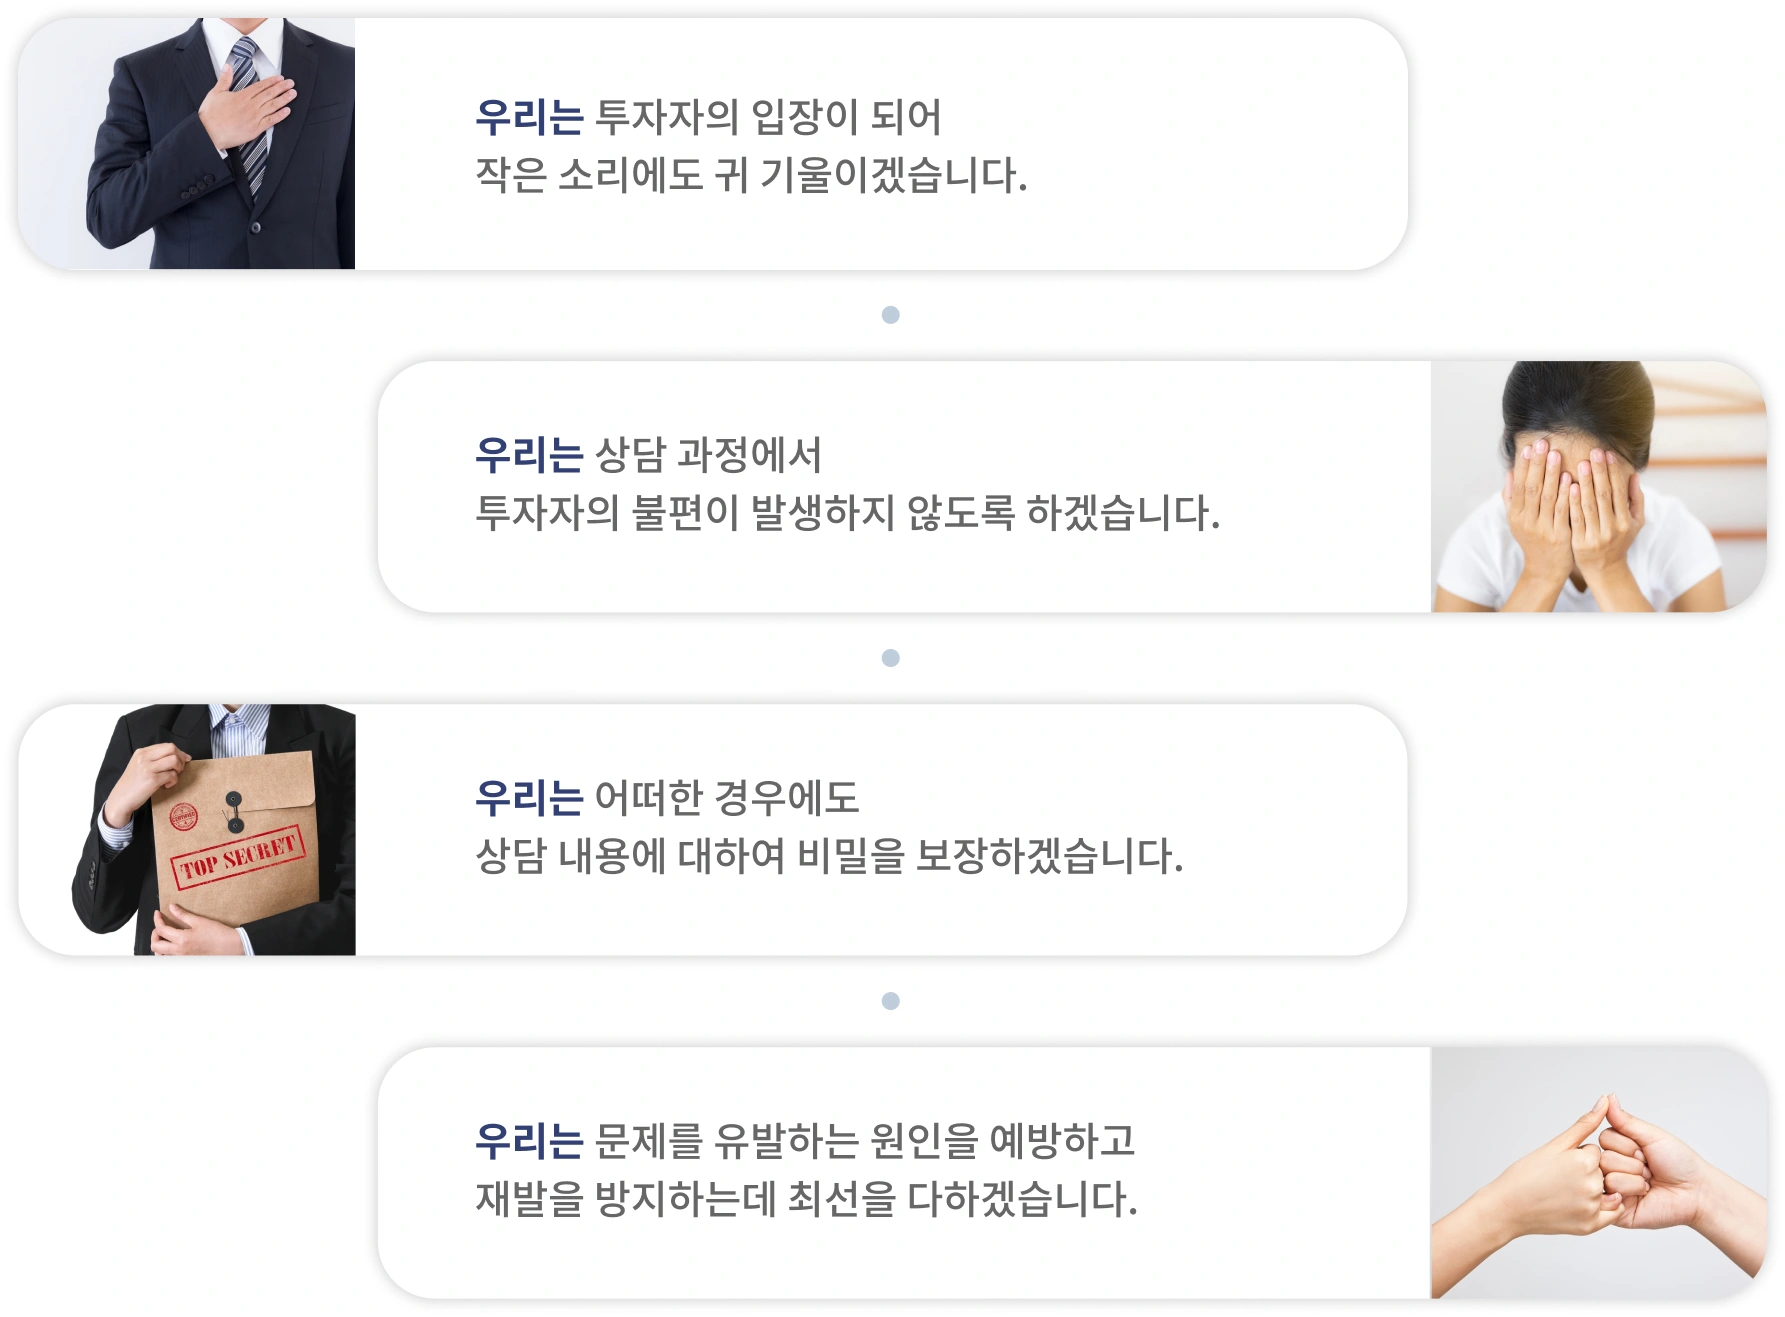 우리는 투자자의 입장이 되어
작은 소리에도 귀 기울이겠습니다.
우리는 상담 과정에서
투자자의 불편이 발생하지 않도록 하겠습니다.
TOP SECRET
우리는 어떠한 경우에도
상담 내용에 대하여 비밀을 보장하겠습니다.
우리는 문제를 유발하는 원인을 예방하고
재발을 방지하는데 최선을 다하겠습니다.